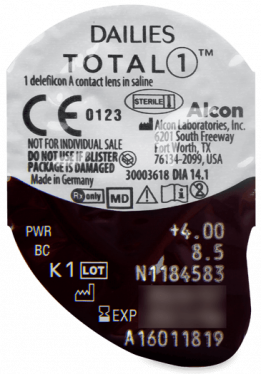 DAILIES
TOTAL 1™
1 delefilcon A contact lens in saline
STERILE
CE 0123
Alcon
Alcon Laboratories, Inc.
6201 South Freeway
Fort Worth, TX
76134-2099, USA
NOT FOR INDIVIDUAL SALE
DO NOT USE IF BLISTER
PACKAGE IS DAMAGED
Made in Germany
30003618 DIA 14.1
Rx only MD
PWR +4.00
BC 8.5
K1 LOT N1184583
EXP
A16011819